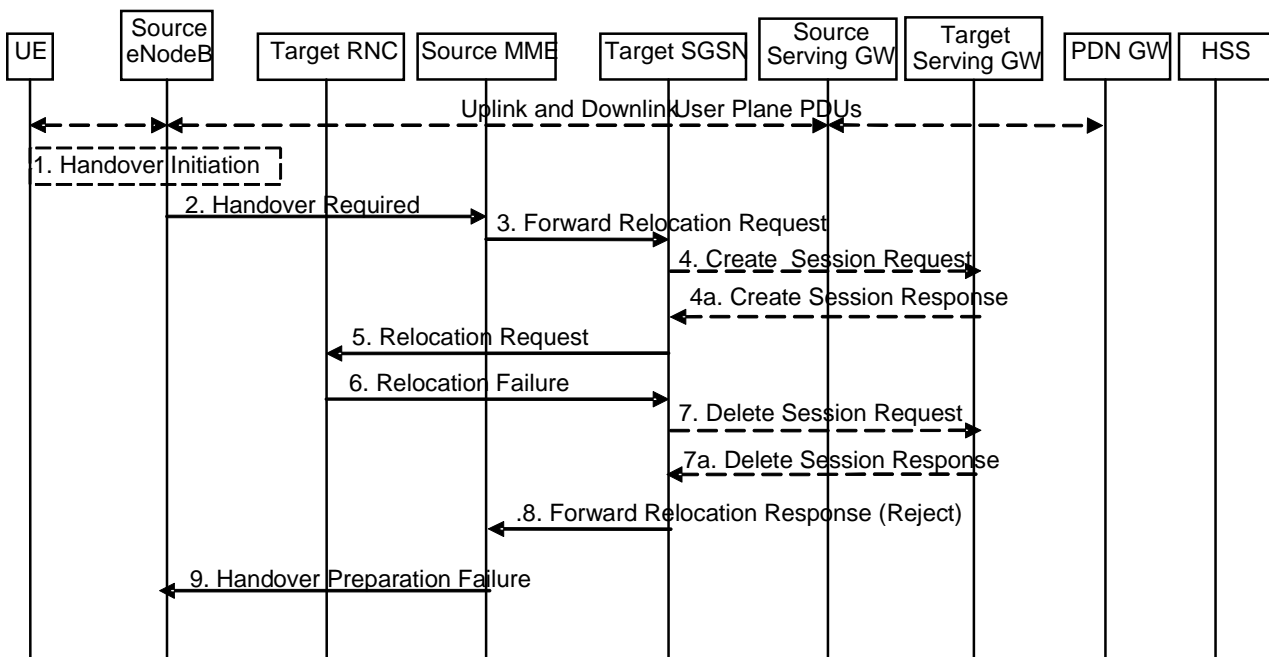 UE
Source
eNodeB
Target RNC
Source MME
Target SGSN
Source
Serving GW
Target
Serving GW
PDN GW
HSS
Uplink and Downlink User Plane PDUs
1. Handover Initiation
2. Handover Required
3. Forward Relocation Request
4. Create Session Request
4a. Create Session Response
5. Relocation Request
6. Relocation Failure
7. Delete Session Request
7a. Delete Session Response
.8. Forward Relocation Response (Reject)
9. Handover Preparation Failure